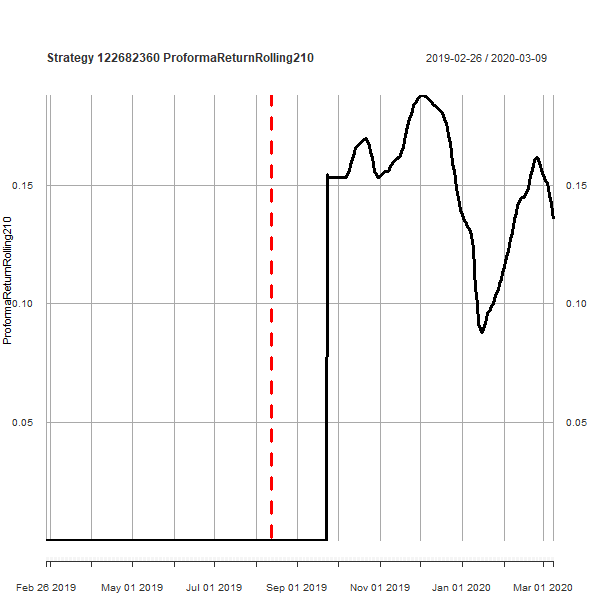 Strategy 122682360 ProformaReturnRolling210
2019-02-26 / 2020-03-09
ProformaReturnRolling210
0.15
0.15
0.10
0.10
0.05
0.05
Feb 26 2019
May 01 2019
Jul 01 2019
Sep 01 2019
Nov 01 2019
Jan 01 2020
Mar 01 2020